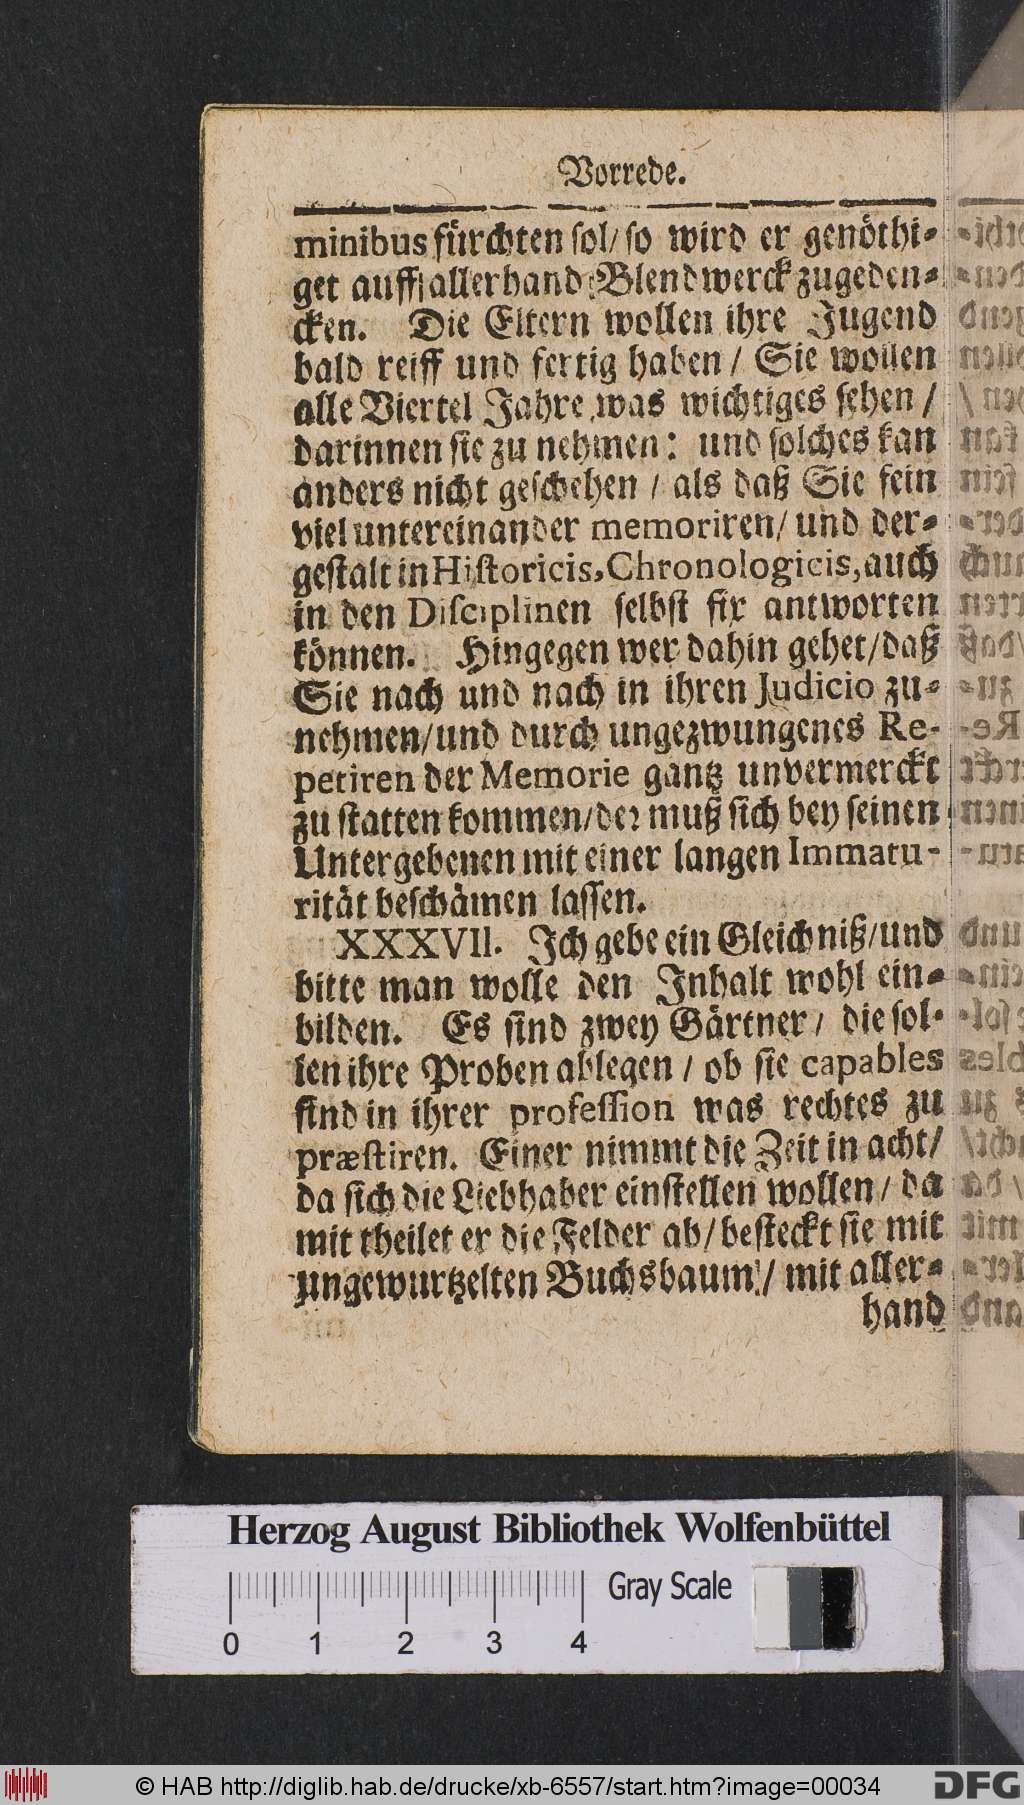 Vorrede.
minibus fürchten ſol/ ſo wird er genöthi-
get auff allerhand Blendwerck zugeden-
cken. Die Eltern wollen ihre Jugend
bald reiff und fertig haben / Sie wollen
alle Viertel Jahre was wichtiges ſehen /
darinnen ſie zu nehmen: und ſolches kan
anders nicht geſchehen / als daß Sie fein
viel untereinander memoriren/ und der-
geſtalt in Hiſtoricis, Chronologicis, auch
in den Diſciplinen ſelbſt fix antworten
können. Hingegen wer dahin gehet/ daß
Sie nach und nach in ihren Judicio zu-
nehmen/ und durch ungezwungenes Re-
petiren der Memorie gantz unvermerckt
zu ſtatten kommen/ der muß ſich bey ſeinen
Untergebenen mit einer langen Immatu-
rität beſchämen laſſen.
XXXVII. Ich gebe ein Gleichniß/ und
bitte man wolle den Inhalt wohl ein-
bilden. Es ſind zwey Gärtner / die ſol-
len ihre Proben ablegen / ob ſie capables
ſind in ihrer profeſſion was rechtes zu
præſtiren. Einer nimmt die Zeit in acht/
da ſich die Liebhaber einſtellen wollen / da
mit theilet er die Felder ab/ beſteckt ſie mit
ungewurtzelten Buchsbaum / mit aller-
hand
Herzog August Bibliothek Wolfenbüttel
Gray Scale
0 1 2 3 4
© HAB http://diglib.hab.de/drucke/xb-6557/start.htm?image=00034
DFG